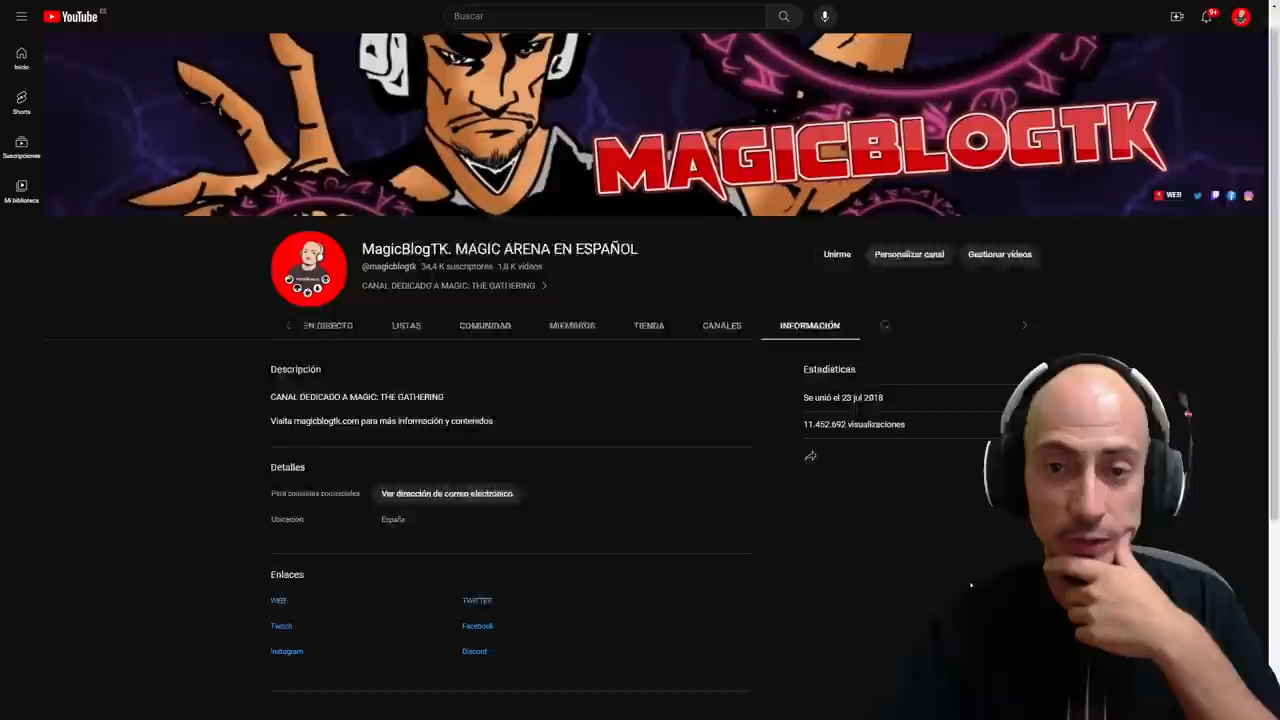 YouTube ES
Buscar
9+
Inicio
Shorts
Suscripciones
Mi biblioteca
MAGICBLOGTK
WEB
MagicBlogTK. MAGIC ARENA EN ESPAÑOL
@magicblogtk 34,4 K suscriptores 1,8 K vídeos
CANAL DEDICADO A MAGIC: THE GATHERING
Unirme
Personalizar canal
Gestionar vídeos
EN DIRECTO LISTAS COMUNIDAD MIEMBROS TIENDA CANALES INFORMACIÓN
Descripción
CANAL DEDICADO A MAGIC: THE GATHERING
Visita magicblogtk.com para más información y contenidos
Detalles
Para consultas comerciales Ver dirección de correo electrónico
Ubicación España
Enlaces
WEB TWITTER
Twitch Facebook
Instagram Discord
Estadísticas
Se unió el 23 jul 2018
11.452.692 visualizaciones